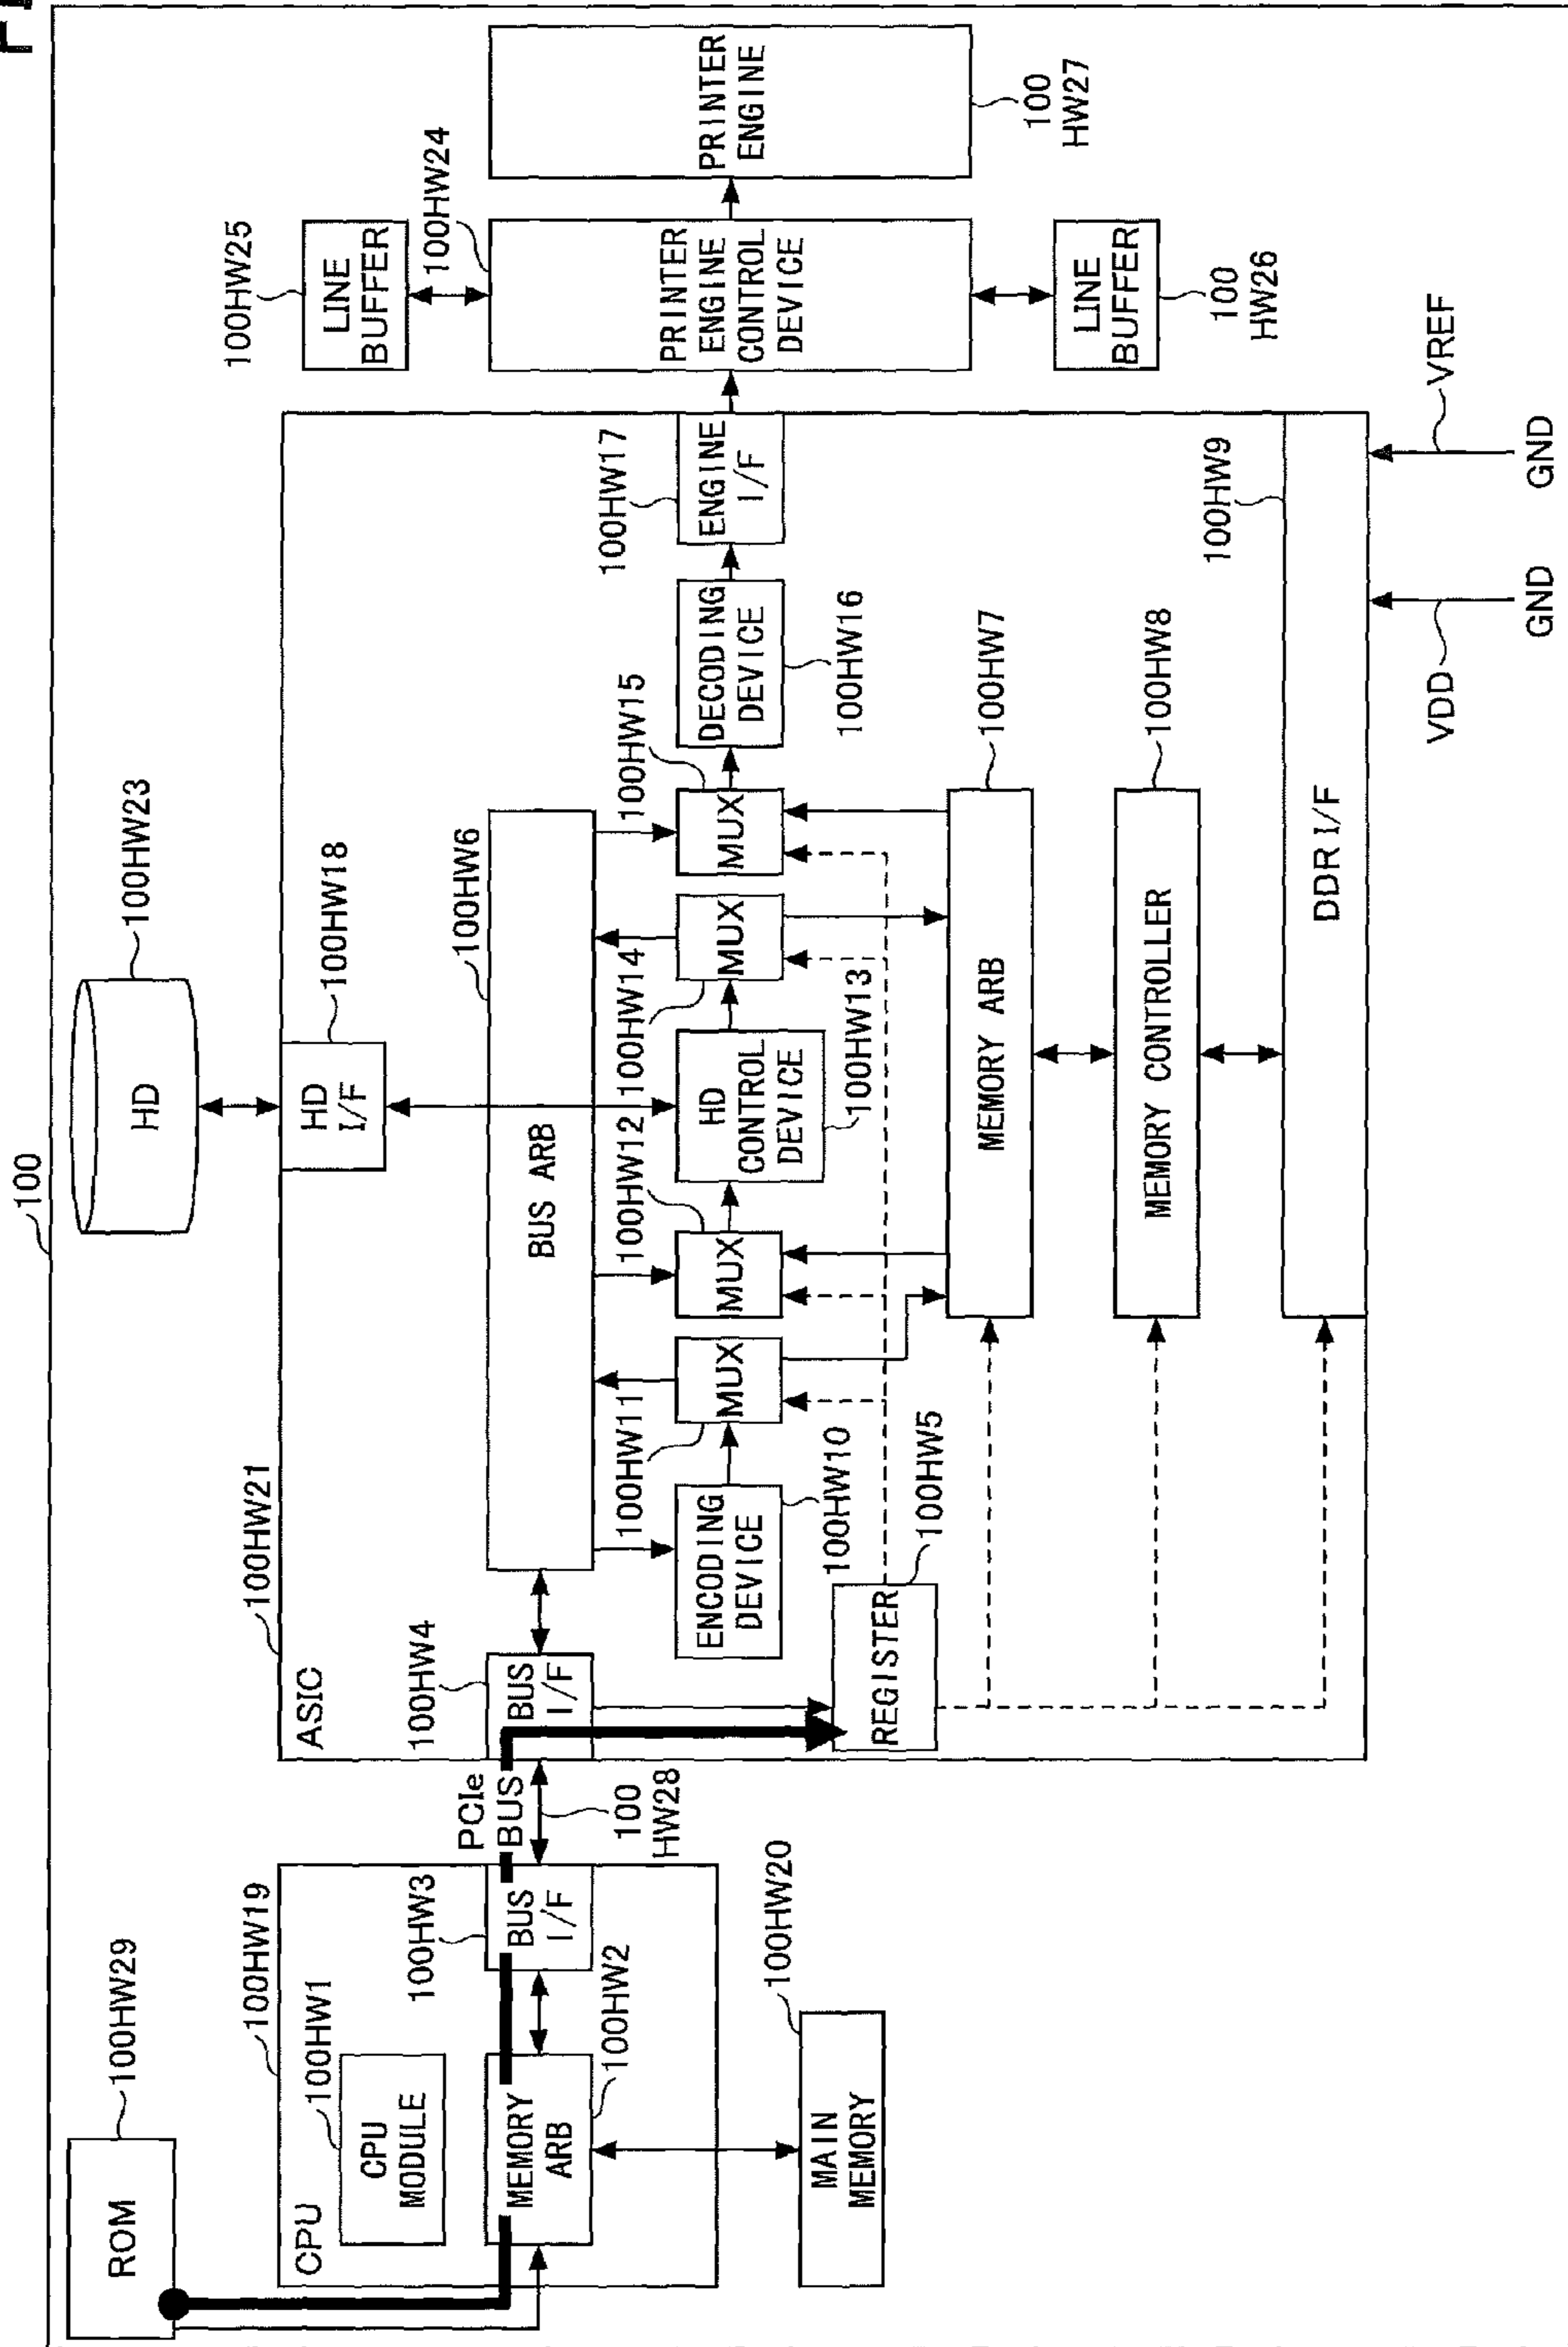 100
ROM
100HW29
HD
100HW23
CPU
100HW19
CPU
MODULE
100HW1
MEMORY
ARB
100HW2
BUS
I/F
100HW3
MAIN
MEMORY
100HW20
PCIe
BUS
100
HW28
ASIC
100HW21
HD
I/F
100HW18
BUS
I/F
100HW4
BUS ARB
100HW6
ENCODING
DEVICE
100HW10
MUX
100HW11
MUX
100HW12
HD
CONTROL
DEVICE
100HW13
MUX
100HW14
MUX
100HW15
DECODING
DEVICE
100HW16
ENGINE
I/F
100HW17
REGISTER
100HW5
MEMORY ARB
100HW7
MEMORY CONTROLLER
100HW8
DDR I/F
100HW9
VDD
GND
VREF
GND
LINE
BUFFER
100HW25
PRINTER
ENGINE
CONTROL
DEVICE
100HW24
LINE
BUFFER
100
HW26
PRINTER
ENGINE
100
HW27